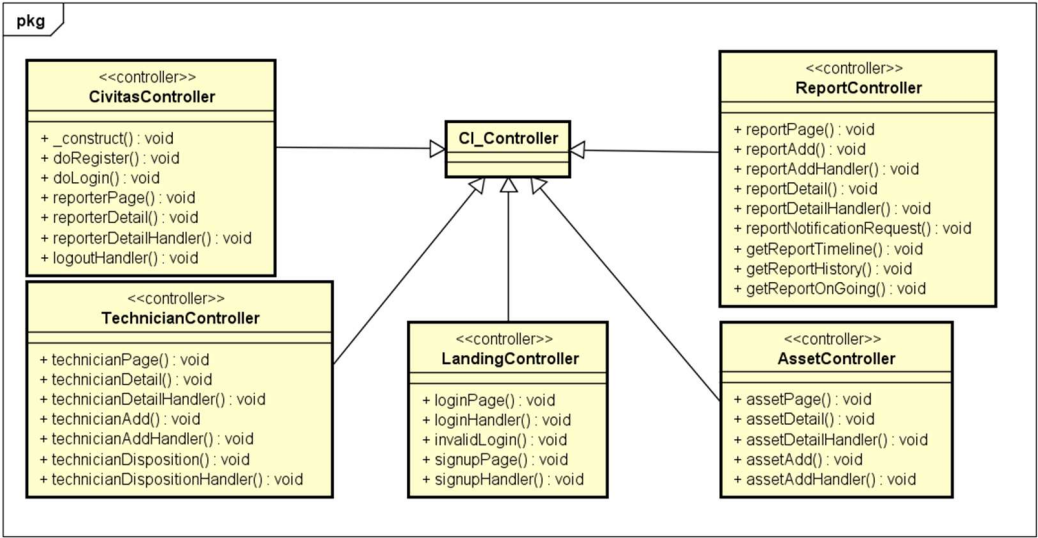 pkg
<<controller>>
CivitasController
+ _construct() : void
+ doRegister() : void
+ doLogin() : void
+ reporterPage() : void
+ reporterDetail() : void
+ reporterDetailHandler() : void
+ logoutHandler() : void
CI_Controller
<<controller>>
ReportController
+ reportPage() : void
+ reportAdd() : void
+ reportAddHandler() : void
+ reportDetail() : void
+ reportDetailHandler() : void
+ reportNotificationRequest() : void
+ getReportTimeline() : void
+ getReportHistory() : void
+ getReportOnGoing() : void
<<controller>>
TechnicianController
+ technicianPage() : void
+ technicianDetail() : void
+ technicianDetailHandler() : void
+ technicianAdd() : void
+ technicianAddHandler() : void
+ technicianDisposition() : void
+ technicianDispositionHandler() : void
<<controller>>
LandingController
+ loginPage() : void
+ loginHandler() : void
+ invalidLogin() : void
+ signupPage() : void
+ signupHandler() : void
<<controller>>
AssetController
+ assetPage() : void
+ assetDetail() : void
+ assetDetailHandler() : void
+ assetAdd() : void
+ assetAddHandler() : void